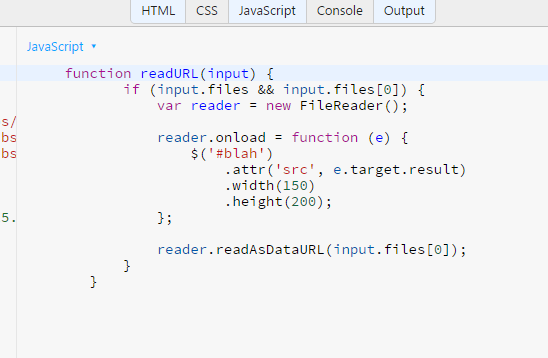 HTML CSS JavaScript Console Output
JavaScript
function readURL(input) {
if (input.files && input.files[0]) {
var reader = new FileReader();
s/
reader.onload = function (e) {
bs
$('#blah')
bs
.attr('src', e.target.result)
.width(150)
.height(200);
5.
};
reader.readAsDataURL(input.files[0]);
}
}